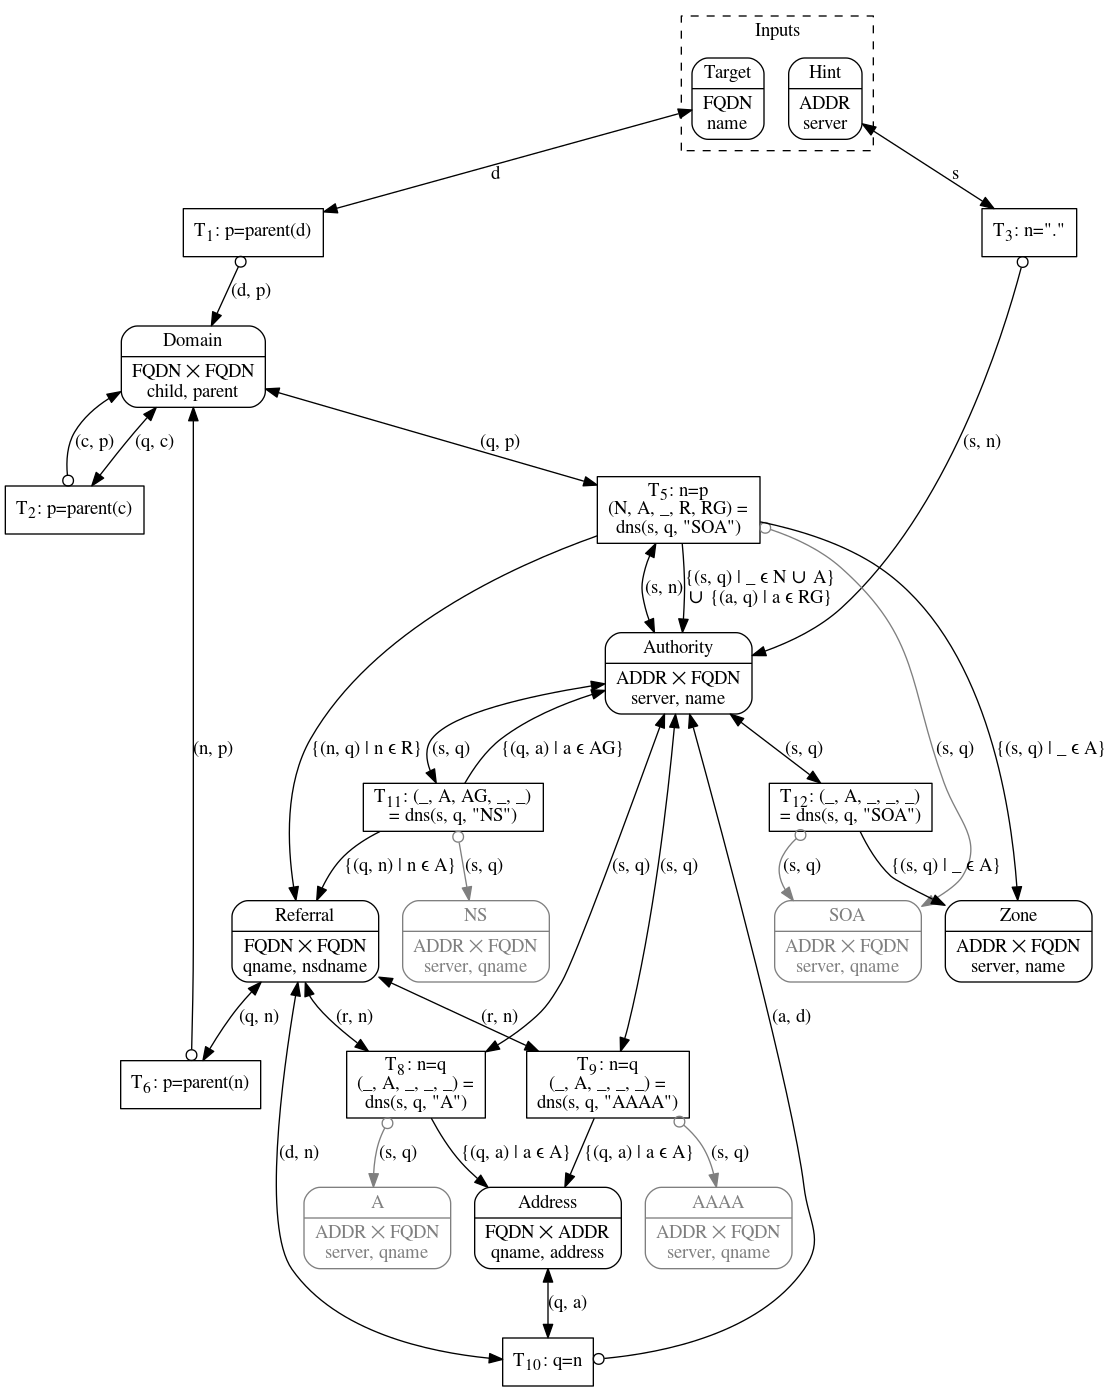 Inputs
Target
FQDN
name
Hint
ADDR
server
d
s
T1: p=parent(d)
T3: n="."
(d, p)
Domain
FQDN ✕ FQDN
child, parent
(c, p)
(q, c)
(q, p)
(s, n)
T2: p=parent(c)
T5: n=p
(N, A, _, R, RG) =
dns(s, q, "SOA")
(s, n)
{(s, q) | _ ϵ N ∪ A}
∪ {(a, q) | a ϵ RG}
Authority
ADDR ✕ FQDN
server, name
(n, p)
{(n, q) | n ϵ R}
(s, q)
{(q, a) | a ϵ AG}
(s, q)
(s, q)
{(s, q) | _ ϵ A}
T11: (_, A, AG, _, _)
= dns(s, q, "NS")
T12: (_, A, _, _, _)
= dns(s, q, "SOA")
{(q, n) | n ϵ A}
(s, q)
(s, q)
(s, q)
(s, q)
{(s, q) | _ ϵ A}
Referral
FQDN ✕ FQDN
qname, nsdname
NS
ADDR ✕ FQDN
server, qname
SOA
ADDR ✕ FQDN
server, qname
Zone
ADDR ✕ FQDN
server, name
(q, n)
(r, n)
(r, n)
(a, d)
T6: p=parent(n)
T8: n=q
(_, A, _, _, _) =
dns(s, q, "A")
T9: n=q
(_, A, _, _, _) =
dns(s, q, "AAAA")
(d, n)
(s, q)
{(q, a) | a ϵ A}
{(q, a) | a ϵ A}
(s, q)
A
ADDR ✕ FQDN
server, qname
Address
FQDN ✕ ADDR
qname, address
AAAA
ADDR ✕ FQDN
server, qname
(q, a)
T10: q=n